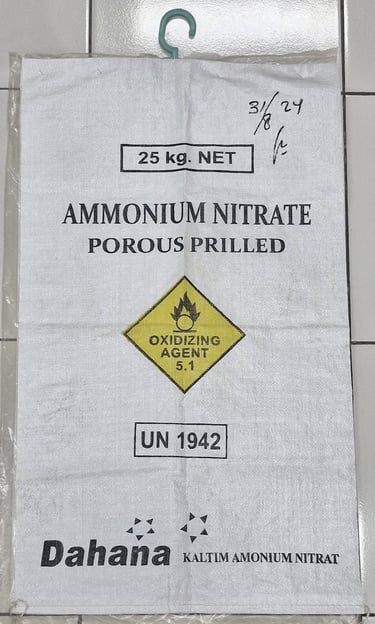 31/8 24
25 kg. NET
AMMONIUM NITRATE
POROUS PRILLED
OXIDIZING
AGENT
5.1
UN 1942
Dahana KALTIM AMONIUM NITRAT